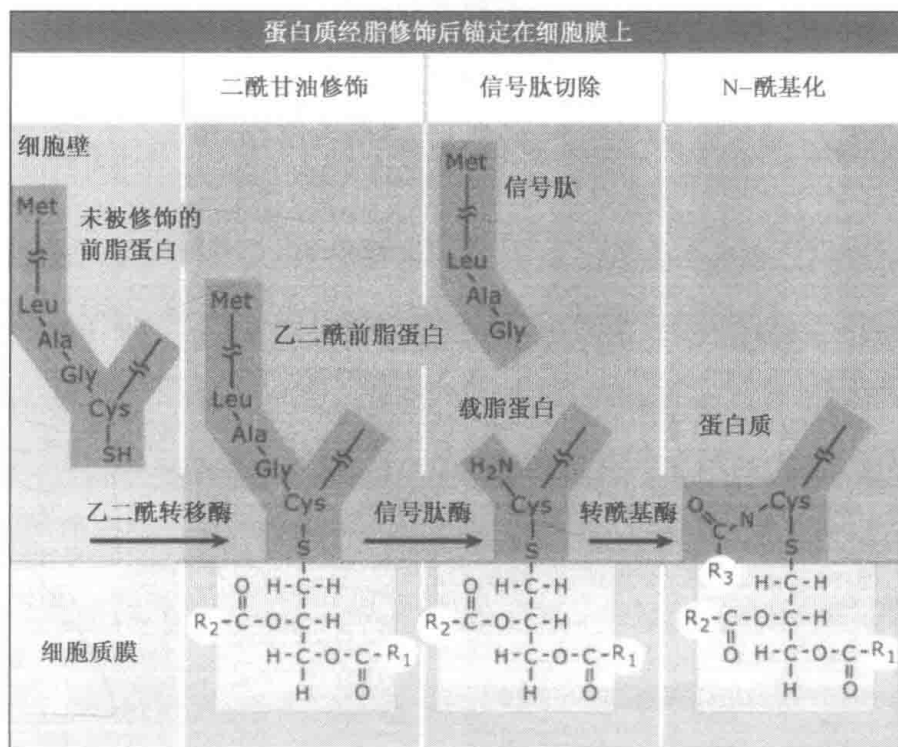 蛋白质经脂修饰后锚定在细胞膜上
二酰甘油修饰
信号肽切除
N-酰基化
细胞壁
Met
未被修饰的
前脂蛋白
Leu
Ala
Gly
Cys
SH
Met
乙二酰前脂蛋白
Leu
Ala
Gly
Cys
S
Met
信号肽
Leu
Ala
Gly
载脂蛋白
H2N
Cys
S
蛋白质
O
C
N
Cys
S
R3
乙二酰转移酶
信号肽酶
转酰基酶
细胞质膜
O H-C-H
R2-C-O-C-H
H-C-O-C-R1
H O
O H-C-H
R2-C-O-C-H
H-C-O-C-R1
H O
H-C-H
R2-C-O-C-H
O H-C-O-C-R1
H O